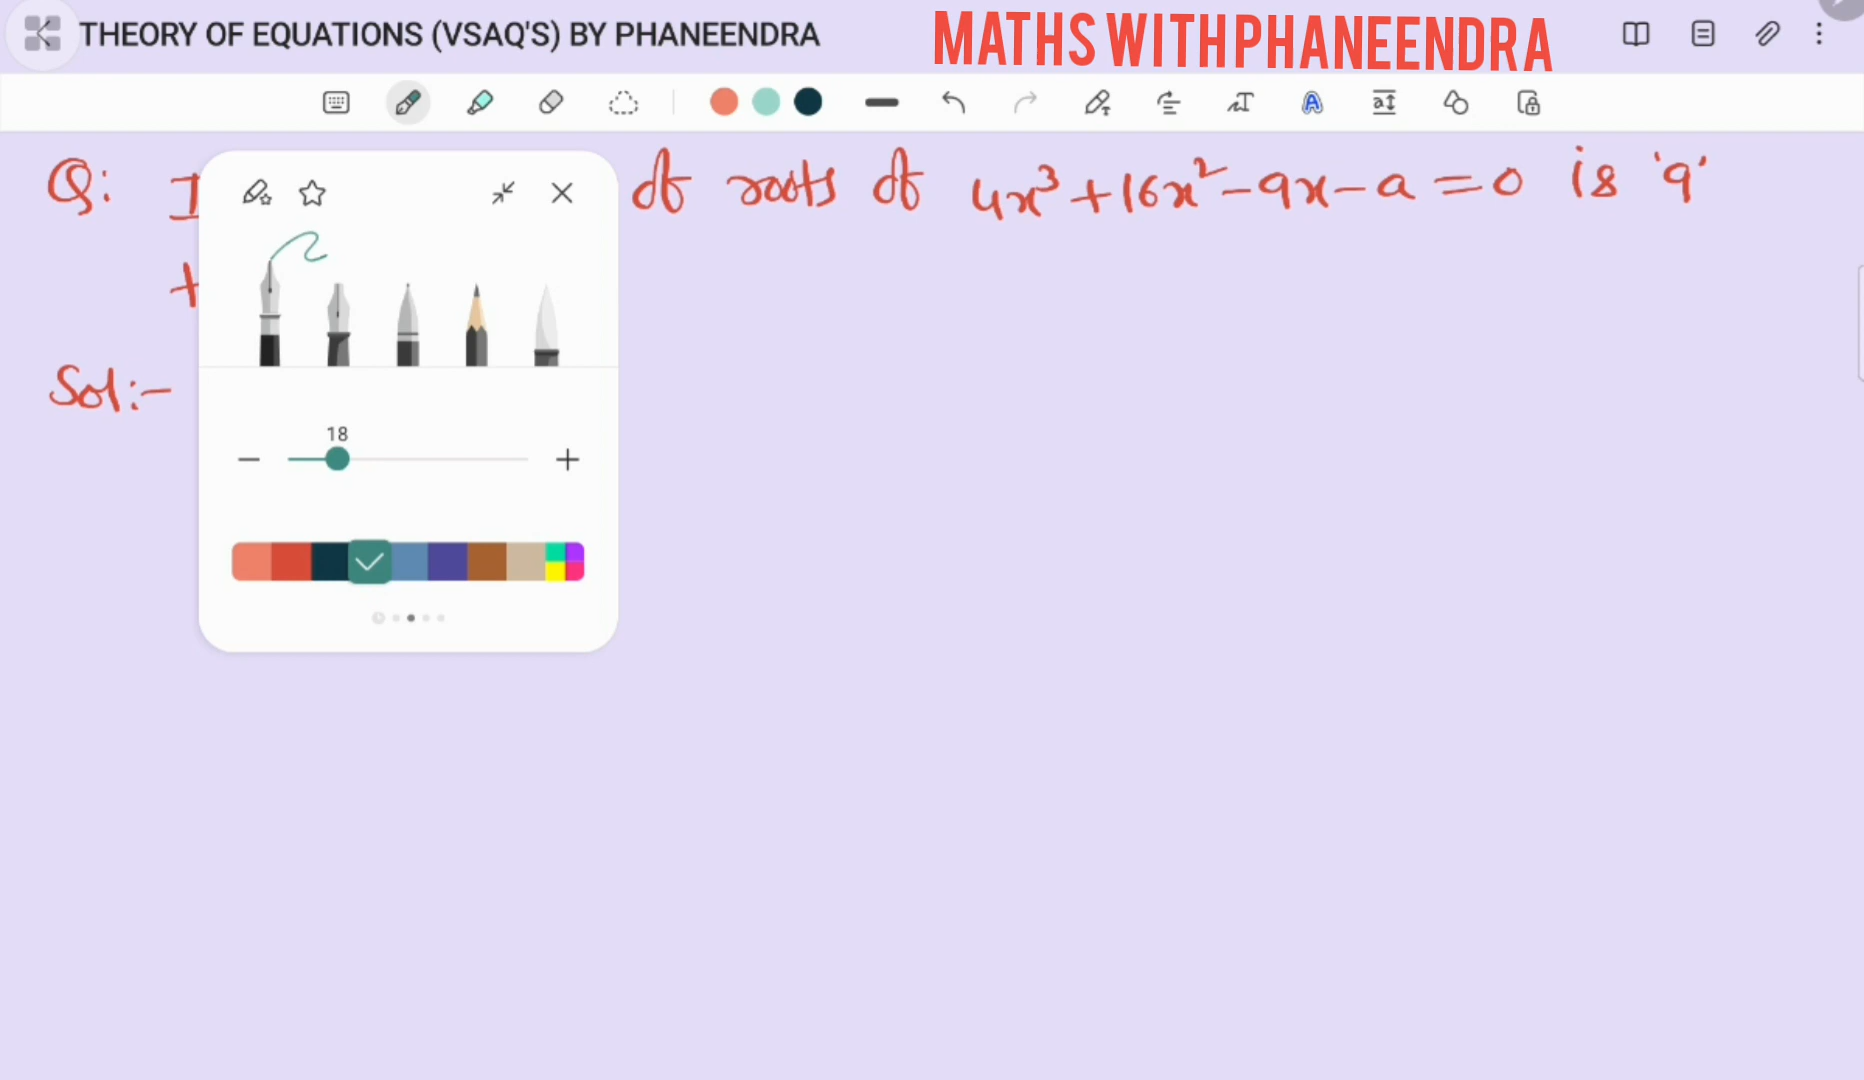 THEORY OF EQUATIONS (VSAQ'S) BY PHANEENDRA
MATHS WITH PHANEENDRA
Q: I of roots of 4x³+16x²-9x-a=0 is '9'
Sol:-
18